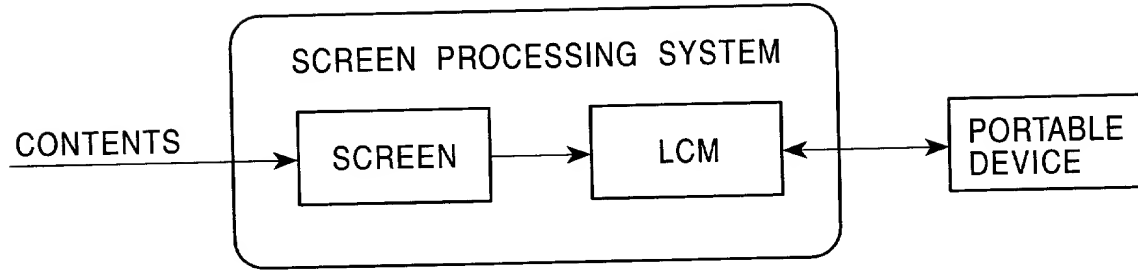 SCREEN PROCESSING SYSTEM
CONTENTS
SCREEN
LCM
PORTABLE
DEVICE